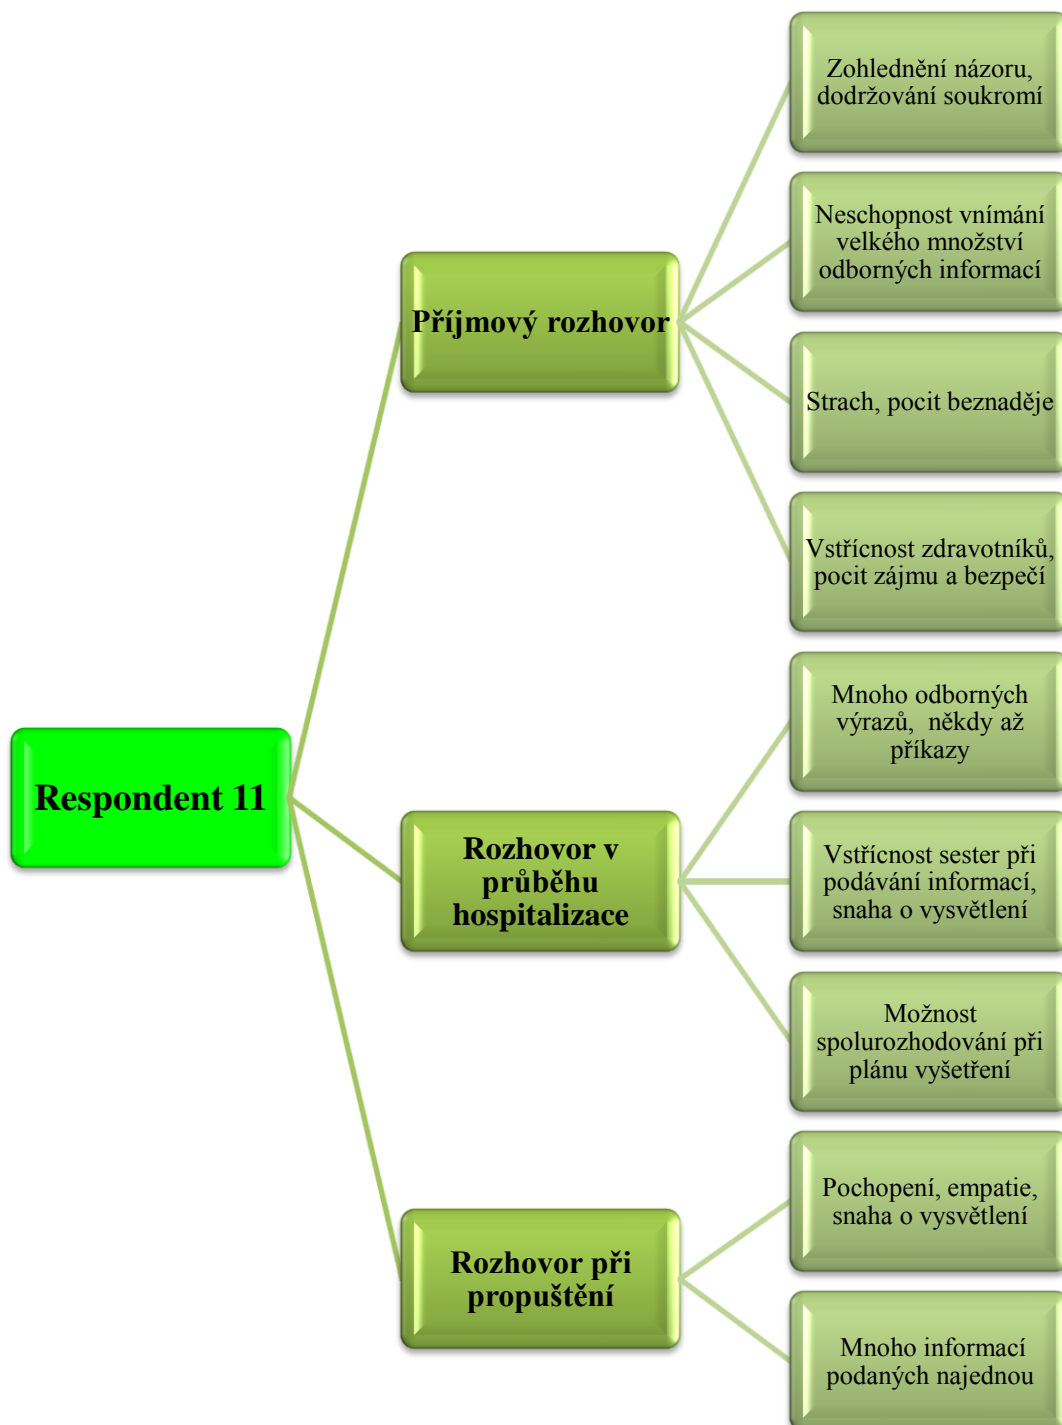 Respondent 11
Příjmový rozhovor
Zohlednění názoru,
dodržování soukromí
Neschopnost vnímání
velkého množství
odborných informací
Strach, pocit beznaděje
Vstřícnost zdravotníků,
pocit zájmu a bezpečí
Rozhovor v
průběhu
hospitalizace
Mnoho odborných
výrazů, někdy až
příkazy
Vstřícnost sester při
podávání informací,
snaha o vysvětlení
Možnost
spolurozhodování při
plánu vyšetření
Rozhovor při
propuštění
Pochopení, empatie,
snaha o vysvětlení
Mnoho informací
podaných najednou